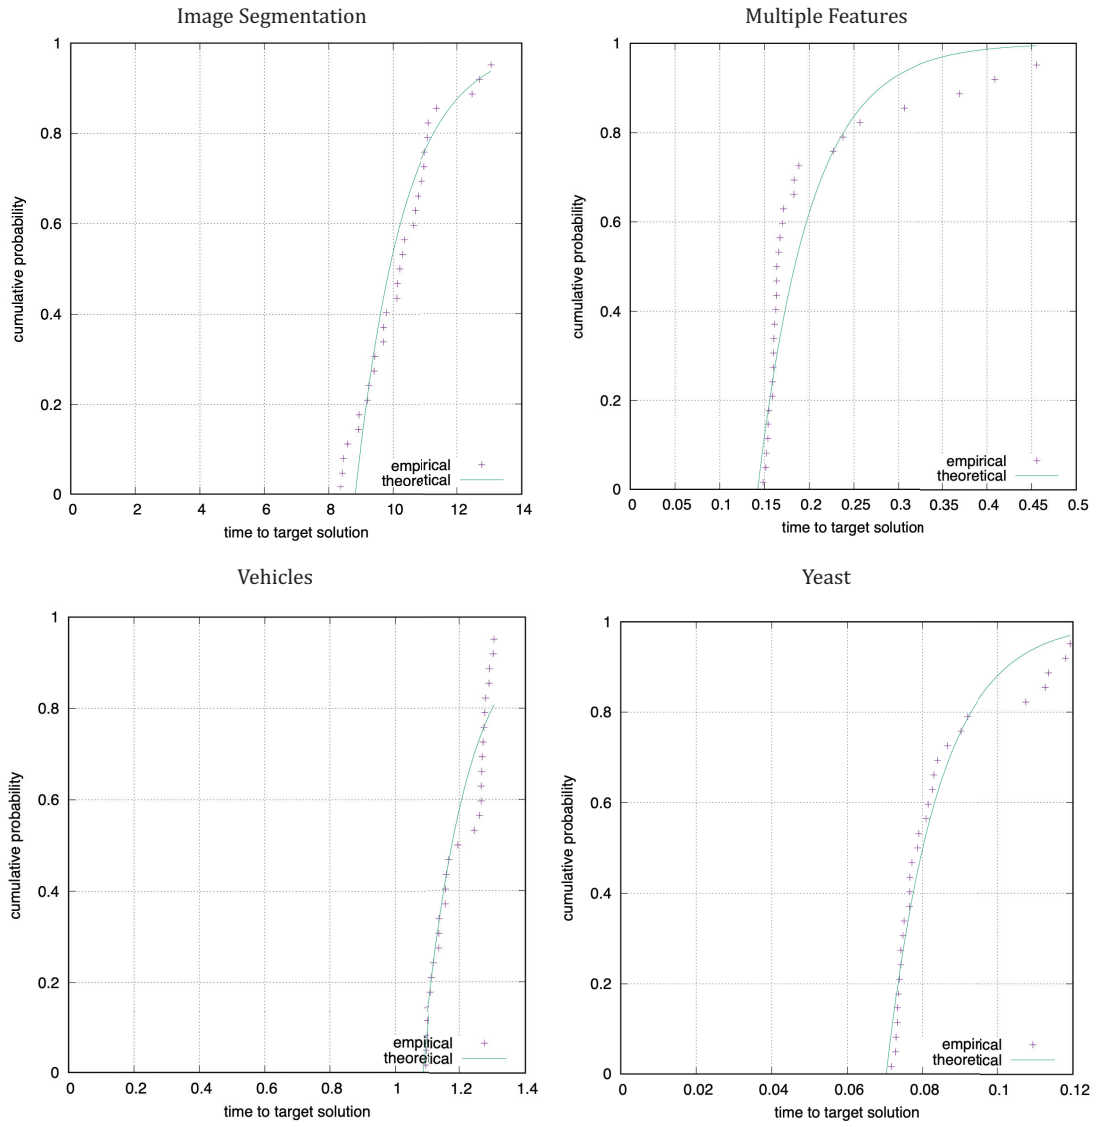 Image Segmentation
1
0.8
0.6
0.4
0.2
0
cumulative probability
empirical
theoretical
0 2 4 6 8 10 12 14
time to target solution
Multiple Features
1
0.8
0.6
0.4
0.2
0
cumulative probability
empirical
theoretical
0 0.05 0.1 0.15 0.2 0.25 0.3 0.35 0.4 0.45 0.5
time to target solution
Vehicles
1
0.8
0.6
0.4
0.2
0
cumulative probability
empirical
theoretical
0 0.2 0.4 0.6 0.8 1 1.2 1.4
time to target solution
Yeast
1
0.8
0.6
0.4
0.2
0
cumulative probability
empirical
theoretical
0 0.02 0.04 0.06 0.08 0.1 0.12
time to target solution